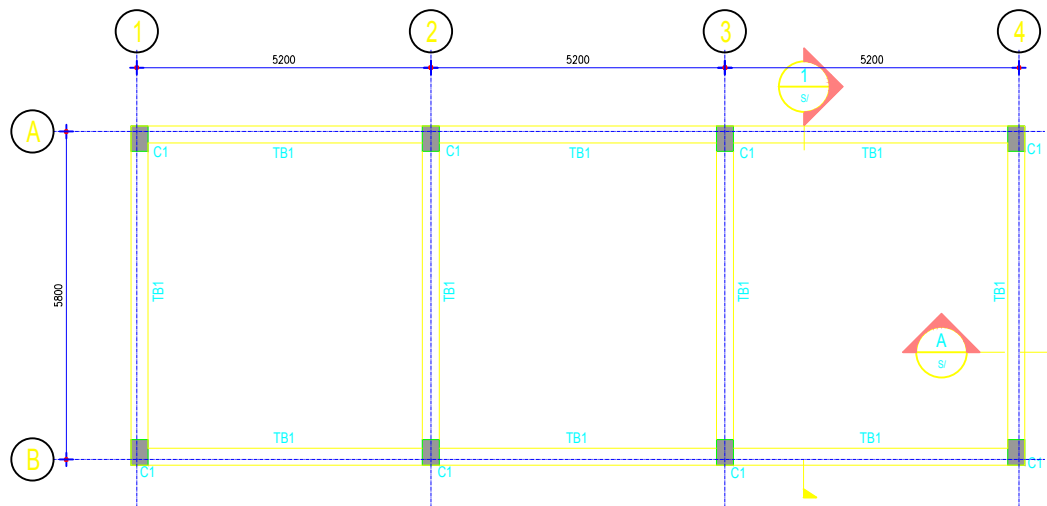 1 2 3 4
5200 5200 5200
1
S/
A
C1 TB1 C1 TB1 C1 TB1 C1
5800
TB1 TB1 TB1 TB1
A
S/
TB1 TB1 TB1
B
C1 C1 C1 C1